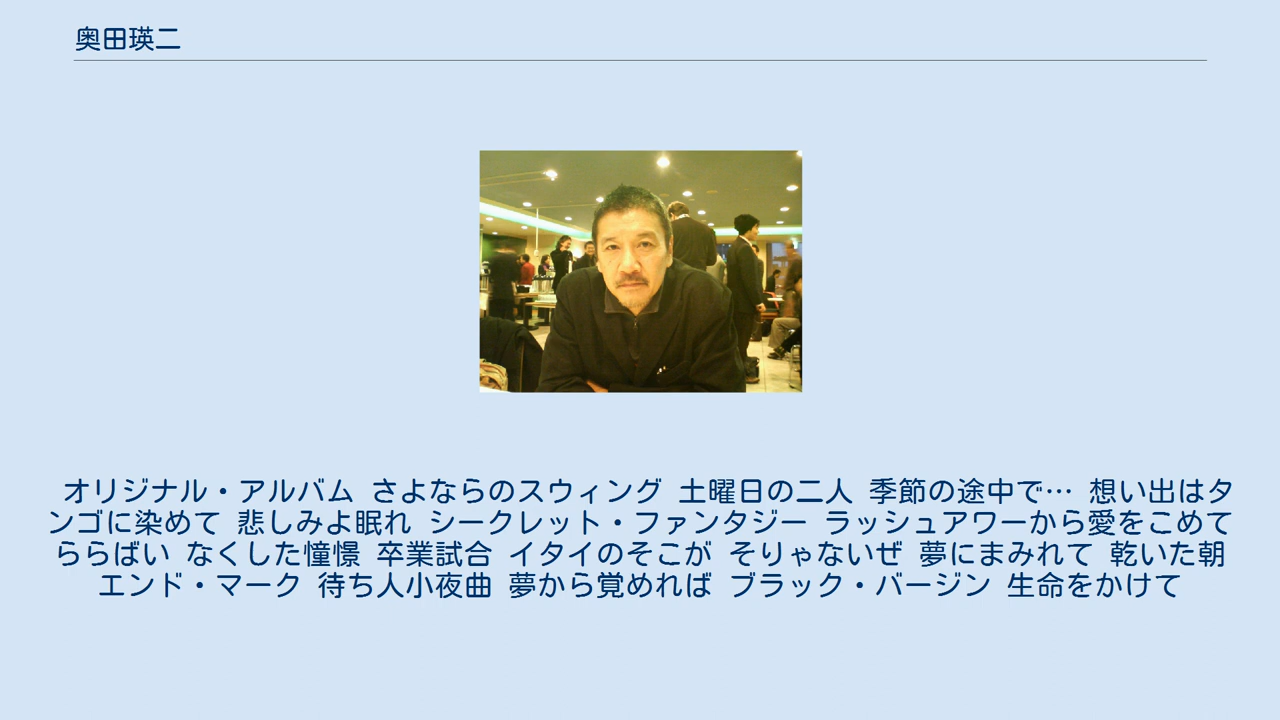 奥田瑛二
オリジナル・アルバム さよならのスウィング 土曜日の二人 季節の途中で… 想い出はタ
ンゴに染めて 悲しみよ眠れ シークレット・ファンタジー ラッシュアワーから愛をこめて
ららばい なくした憧憬 卒業試合 イタイのそこが そりゃないぜ 夢にまみれて 乾いた朝
エンド・マーク 待ち人小夜曲 夢から覚めれば ブラック・バージン 生命をかけて